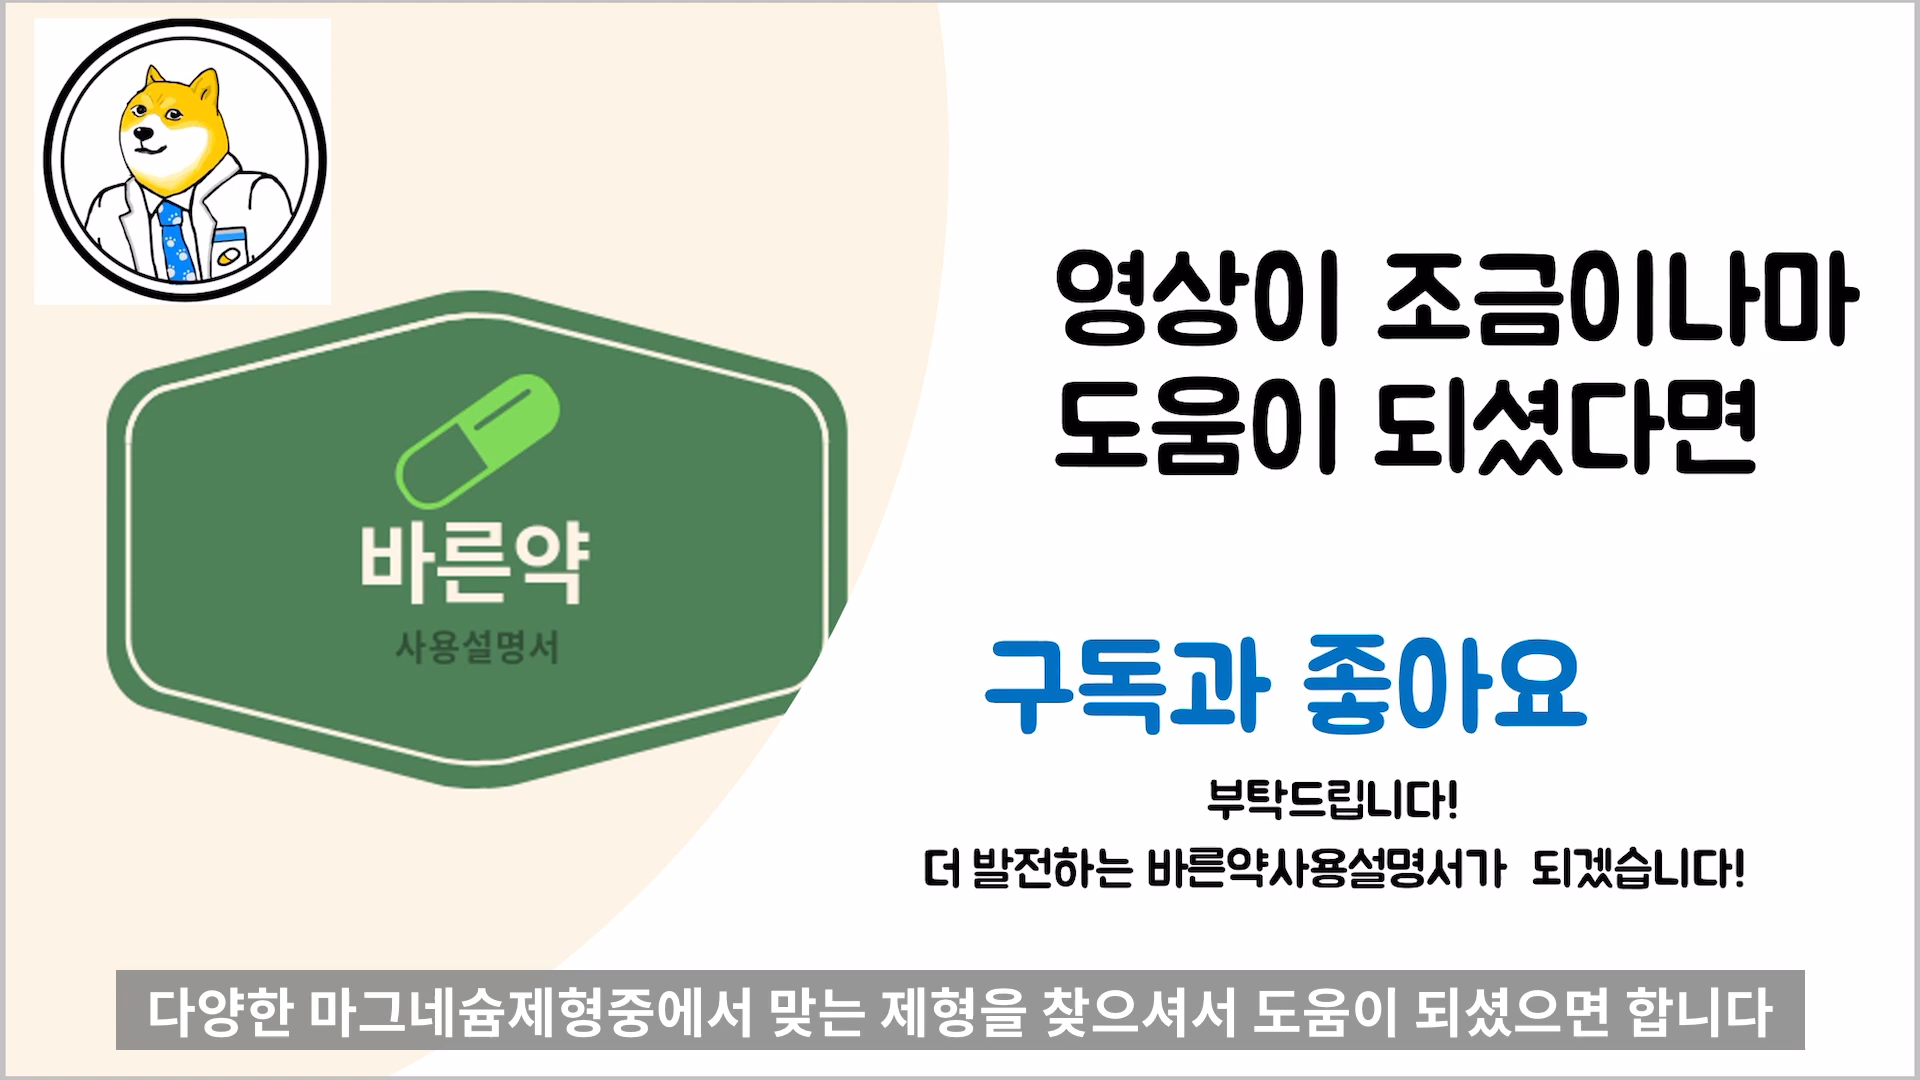 바른약
사용설명서
영상이 조금이나마
도움이 되셨다면
구독과 좋아요
부탁드립니다!
더 발전하는 바른약사용설명서가 되겠습니다!
다양한 마그네슘제형중에서 맞는 제형을 찾으셔서 도움이 되셨으면 합니다